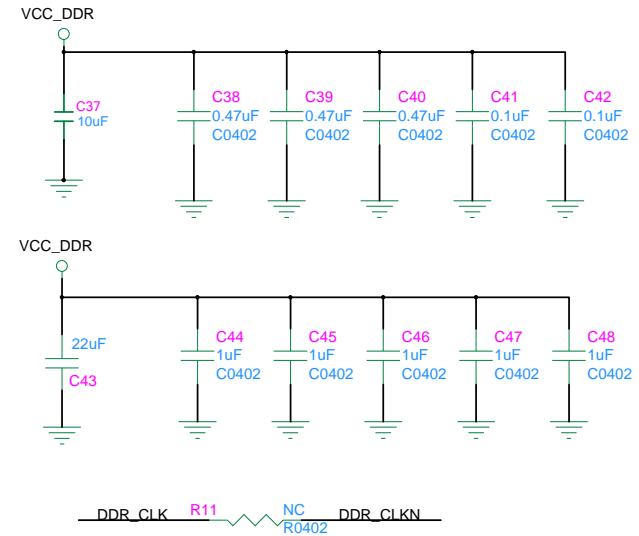 VCC_DDR
C37
10uF
C38
0.47uF
C0402
C39
0.47uF
C0402
C40
0.47uF
C0402
C41
0.1uF
C0402
C42
0.1uF
C0402
VCC_DDR
22uF
C43
C44
1uF
C0402
C45
1uF
C0402
C46
1uF
C0402
C47
1uF
C0402
C48
1uF
C0402
DDR_CLK
R11
NC
R0402
DDR_CLKN